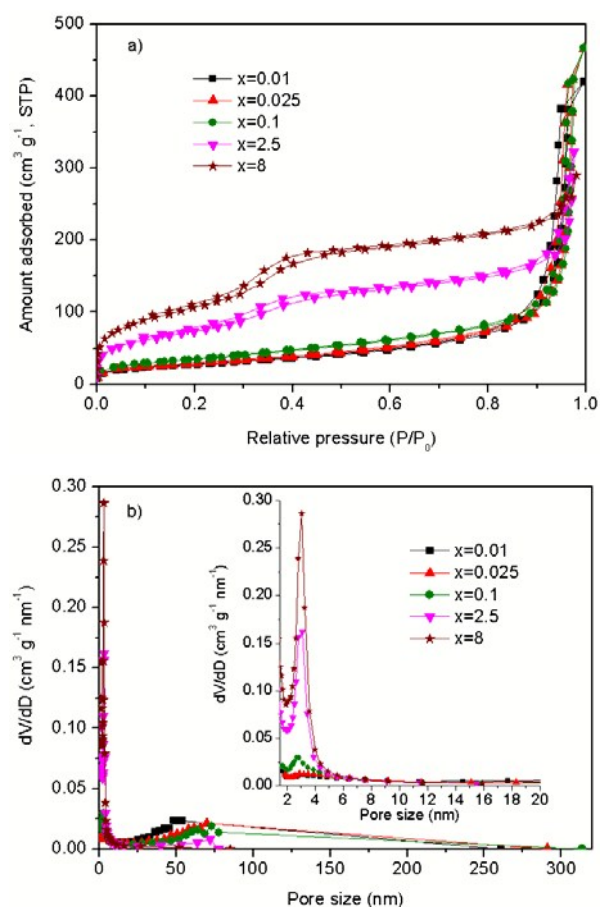 a)
500
400
300
200
100
0
Amount adsorbed (cm³ g⁻¹, STP)
x=0.01
x=0.025
x=0.1
x=2.5
x=8
0.0 0.2 0.4 0.6 0.8 1.0
Relative pressure (P/P₀)
b)
0.30
0.25
0.20
0.15
0.10
0.05
0.00
dV/dD (cm³ g⁻¹ nm⁻¹)
0.30
0.25
0.20
0.15
0.10
0.05
0.00
dV/dD (cm³ g⁻¹ nm⁻¹)
x=0.01
x=0.025
x=0.1
x=2.5
x=8
2 4 6 8 10 12 14 16 18 20
Pore size (nm)
0 50 100 150 200 250 300
Pore size (nm)